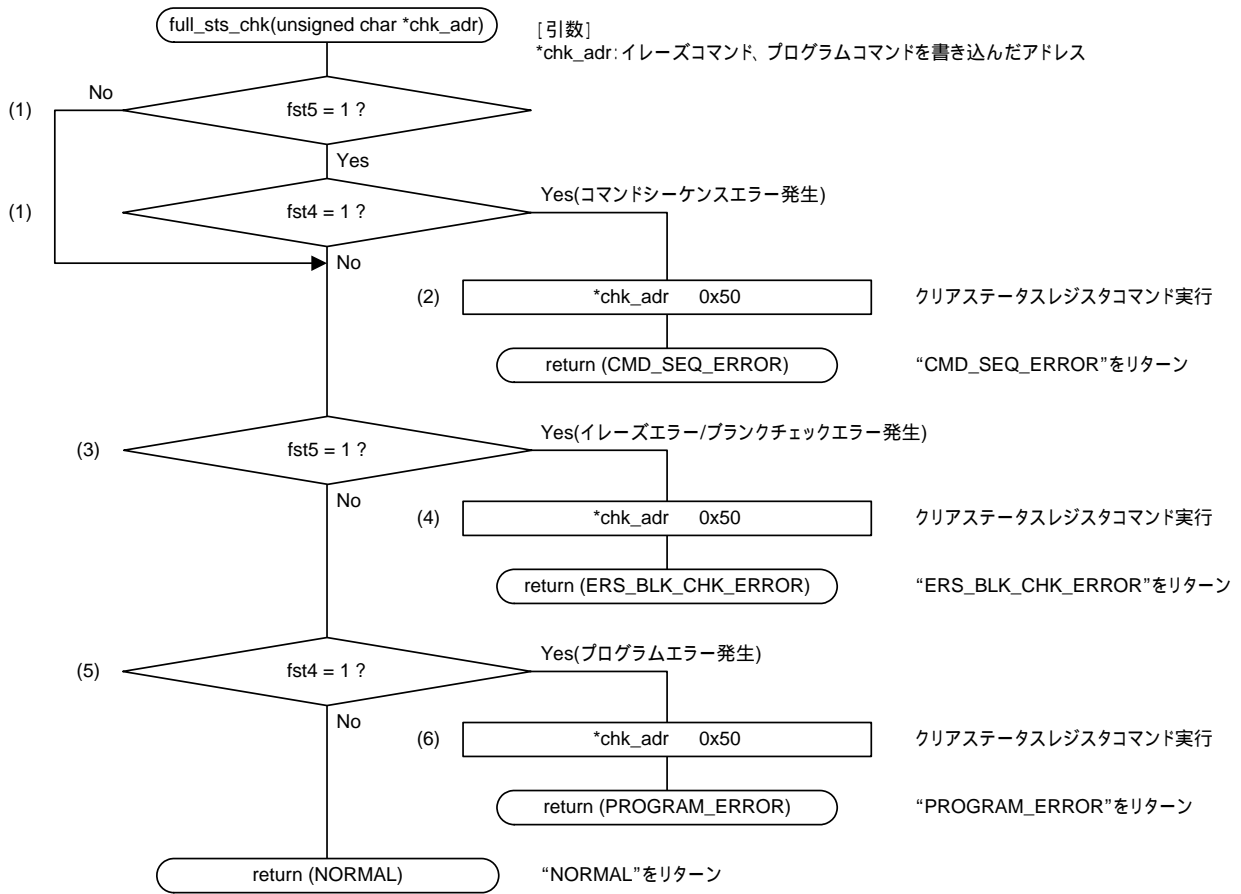 full_sts_chk(unsigned char *chk_adr)
[引数]
*chk_adr: イレーズコマンド、プログラムコマンドを書き込んだアドレス
(1)
No
fst5 = 1 ?
Yes
(1)
fst4 = 1 ?
Yes(コマンドシーケンスエラー発生)
No
(2)
*chk_adr 0x50
クリアステータスレジスタコマンド実行
return (CMD_SEQ_ERROR)
“CMD_SEQ_ERROR”をリターン
(3)
fst5 = 1 ?
Yes(イレーズエラー/ブランクチェックエラー発生)
No
(4)
*chk_adr 0x50
クリアステータスレジスタコマンド実行
return (ERS_BLK_CHK_ERROR)
“ERS_BLK_CHK_ERROR”をリターン
(5)
fst4 = 1 ?
Yes(プログラムエラー発生)
No
(6)
*chk_adr 0x50
クリアステータスレジスタコマンド実行
return (PROGRAM_ERROR)
“PROGRAM_ERROR”をリターン
return (NORMAL)
“NORMAL”をリターン